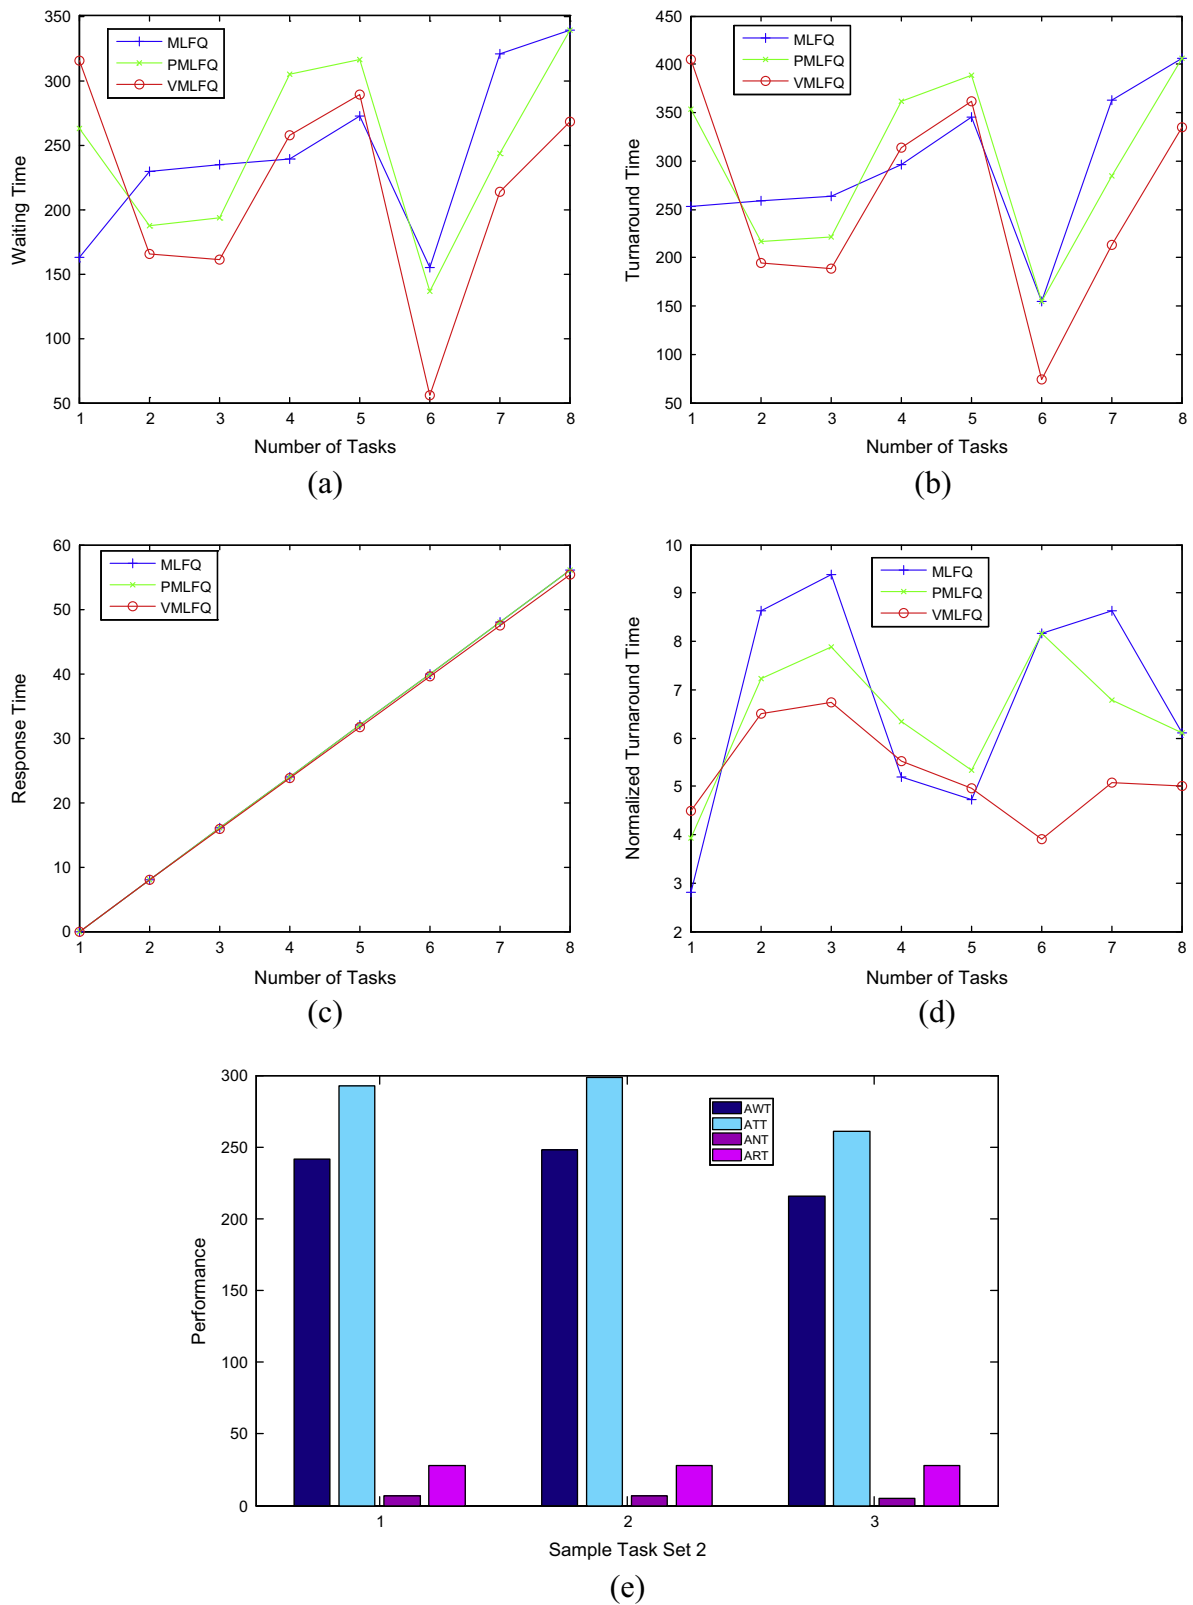 350
300
250
200
150
100
50
Waiting Time
MLFQ
PMLFQ
VMLFQ
1 2 3 4 5 6 7 8
Number of Tasks
(a)
450
400
350
300
250
200
150
100
50
Turnaround Time
MLFQ
PMLFQ
VMLFQ
1 2 3 4 5 6 7 8
Number of Tasks
(b)
60
50
40
30
20
10
0
Response Time
MLFQ
PMLFQ
VMLFQ
1 2 3 4 5 6 7 8
Number of Tasks
(c)
10
9
8
7
6
5
4
3
2
Normalized Turnaround Time
MLFQ
PMLFQ
VMLFQ
1 2 3 4 5 6 7 8
Number of Tasks
(d)
300
250
200
150
100
50
0
Performance
AWT
ATT
ANT
ART
1 2 3
Sample Task Set 2
(e)